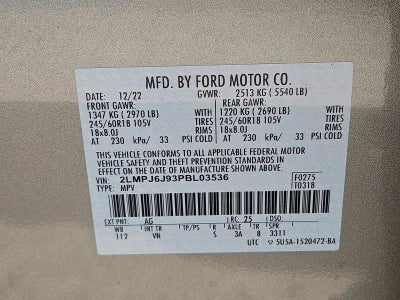 MFD. BY FORD MOTOR CO.
DATE: 12/22 GVWR: 2513 KG ( 5540 LB)
FRONT GAWR: REAR GAWR:
1347 KG ( 2970 LB) WITH 1220 KG ( 2690 LB) WITH
245/60R18 105V TIRES 245/60R18 105V TIRES
18x8.0J RIMS 18x8.0J RIMS
AT 230 kPa/ 33 PSI COLD AT 230 kPa/ 33 PSI COLD
THIS VEHICLE CONFORMS TO ALL APPLICABLE FEDERAL MOTOR
VEHICLE SAFETY AND THEFT PREVENTION STANDARDS IN
EFFECT ON THE DATE OF MANUFACTURE SHOWN ABOVE.
VIN: 2LMPJ6J93PBL03536 F0275
TYPE: MPV T0318
EXT PNT: AG RC: 25 DSO:
WB INT TR TP/PS R AX TR SPR
112 VN S 3A 8 3311
UTC 5U5A-1520472-BA